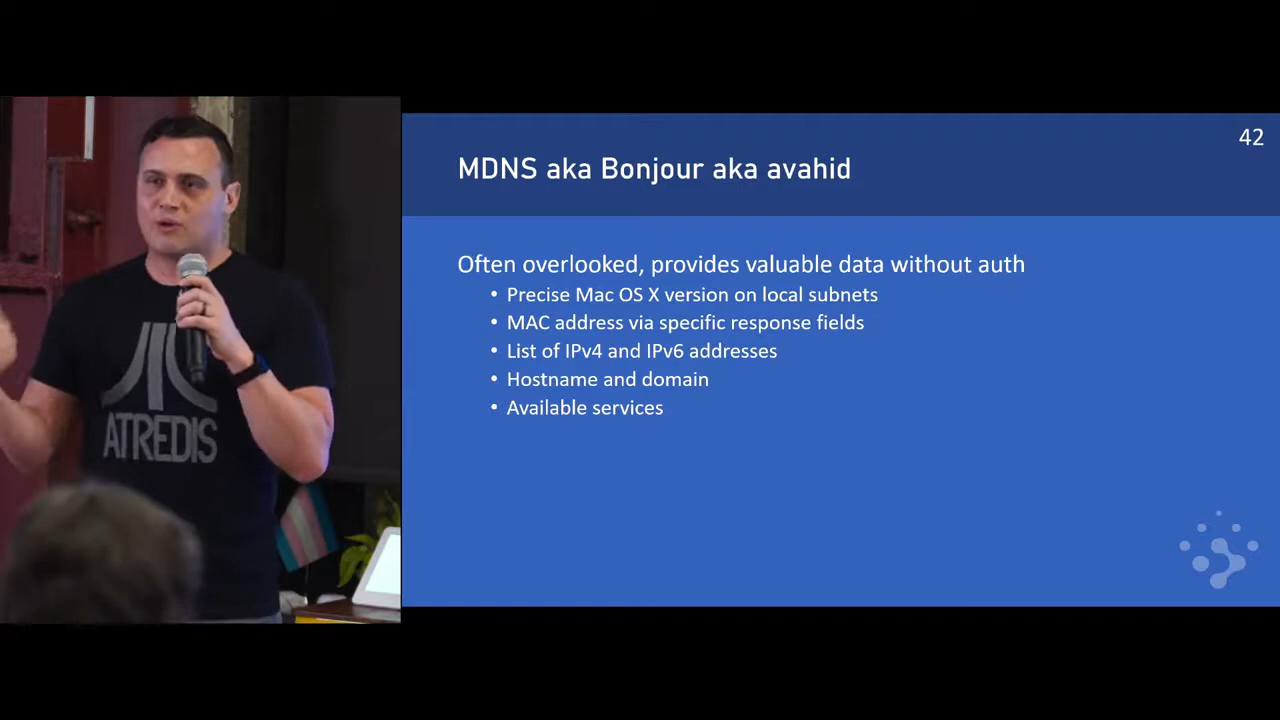 ATREDIS
42
MDNS aka Bonjour aka avahid
Often overlooked, provides valuable data without auth
• Precise Mac OS X version on local subnets
• MAC address via specific response fields
• List of IPv4 and IPv6 addresses
• Hostname and domain
• Available services